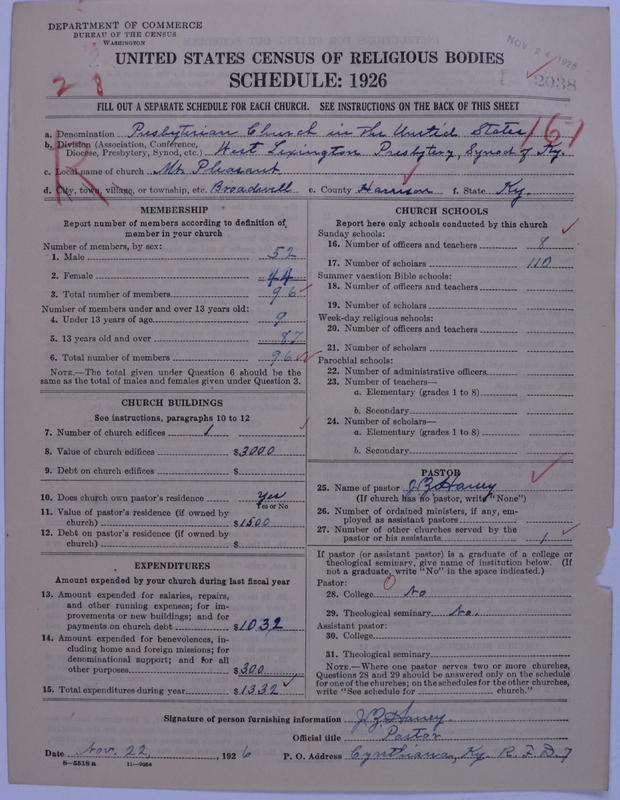 DEPARTMENT OF COMMERCE
BUREAU OF THE CENSUS
WASHINGTON
NOV 24 1926
2038
28
UNITED STATES CENSUS OF RELIGIOUS BODIES
SCHEDULE: 1926
FILL OUT A SEPARATE SCHEDULE FOR EACH CHURCH. SEE INSTRUCTIONS ON THE BACK OF THIS SHEET
R
167
a. Denomination Presbyterian Church in The United States
b. Division (Association, Conference,
Diocese, Presbytery, Synod, etc.) West Lexington Presbytery, Synod of Ky.
c. Local name of church Mt. Pleasant
d. City, town, village, or township, etc. Broadwell e. County Harrison f. State Ky.
MEMBERSHIP
Report number of members according to definition of
member in your church
Number of members, by sex:
1. Male 52
2. Female 44
3. Total number of members 96
Number of members under and over 13 years old:
4. Under 13 years of age 9
5. 13 years old and over 87
6. Total number of members 96
NOTE.—The total given under Question 6 should be the
same as the total of males and females given under Question 3.
CHURCH BUILDINGS
See instructions, paragraphs 10 to 12
7. Number of church edifices 1
8. Value of church edifices $3000
9. Debt on church edifices $
10. Does church own pastor's residence Yes
Yes or No
11. Value of pastor's residence (if owned by
church) $1500
12. Debt on pastor's residence (if owned by
church) $
EXPENDITURES
Amount expended by your church during last fiscal year
13. Amount expended for salaries, repairs,
and other running expenses; for im-
provements or new buildings; and for
payments on church debt $1032
14. Amount expended for benevolences, in-
cluding home and foreign missions; for
denominational support; and for all
other purposes $300
15. Total expenditures during year $1332
CHURCH SCHOOLS
Report here only schools conducted by this church
Sunday schools:
16. Number of officers and teachers 8
17. Number of scholars 110
Summer vacation Bible schools:
18. Number of officers and teachers
19. Number of scholars
Week-day religious schools:
20. Number of officers and teachers
21. Number of scholars
Parochial schools:
22. Number of administrative officers
23. Number of teachers—
a. Elementary (grades 1 to 8)
b. Secondary
24. Number of scholars—
a. Elementary (grades 1 to 8)
b. Secondary
PASTOR
25. Name of pastor J. Z. Haney
(If church has no pastor, write "None")
26. Number of ordained ministers, if any, em-
ployed as assistant pastors
27. Number of other churches served by the
pastor or his assistants 1
If pastor (or assistant pastor) is a graduate of a college or
theological seminary, give name of institution below. (If
not a graduate, write "No" in the space indicated.)
Pastor: 0
28. College No
29. Theological seminary No.
Assistant pastor:
30. College
31. Theological seminary
NOTE.—Where one pastor serves two or more churches,
Questions 28 and 29 should be answered only on the schedule
for one of the churches; on the schedules for the other churches,
write "See schedule for church."
Signature of person furnishing information J. Z. Haney.
Official title Pastor
Date Nov. 22, 1926 P. O. Address Cynthiana, Ky. R. F. D. 7
8—5518 a 11—9054